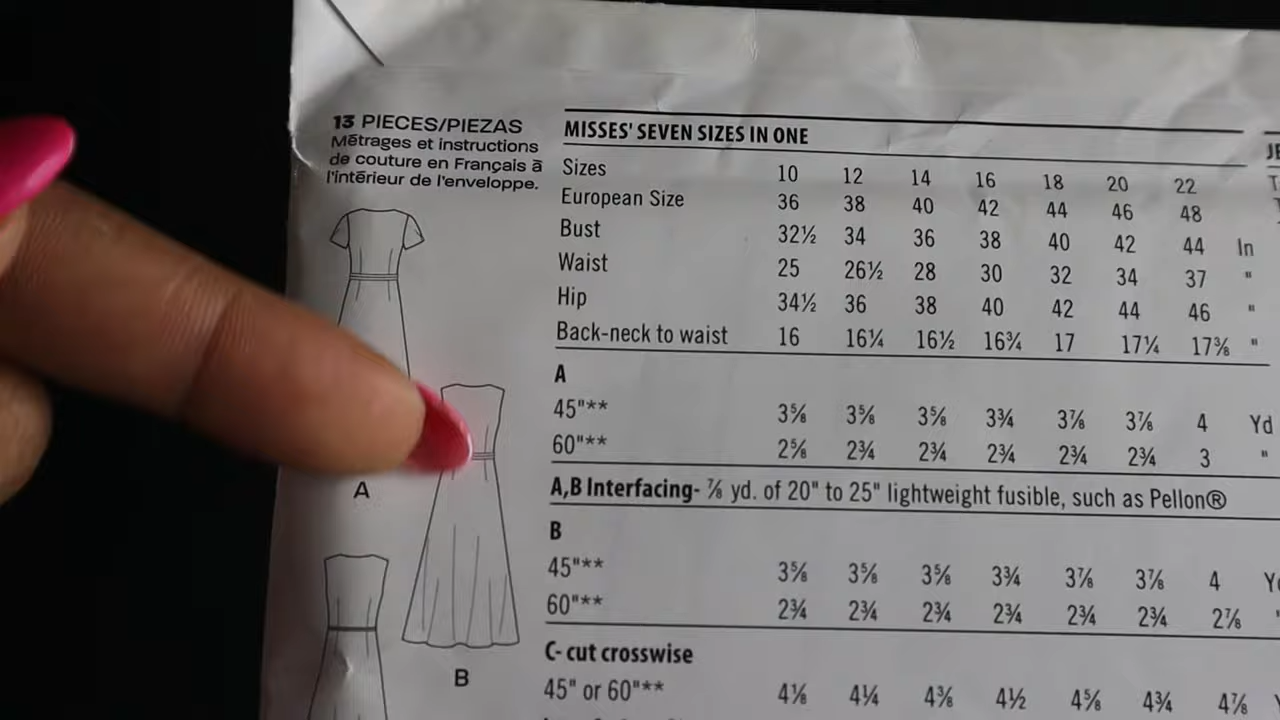 13 PIECES/PIEZAS
Métrages et instructions
de couture en Français à
l'intérieur de l'enveloppe.
A
B
MISSES' SEVEN SIZES IN ONE
Sizes 10 12 14 16 18 20 22
European Size 36 38 40 42 44 46 48
Bust 32½ 34 36 38 40 42 44 In
Waist 25 26½ 28 30 32 34 37 "
Hip 34½ 36 38 40 42 44 46 "
Back-neck to waist 16 16¼ 16½ 16¾ 17 17¼ 17⅜ "
A
45"** 3⅝ 3⅝ 3⅝ 3¾ 3⅞ 3⅞ 4 Yd
60"** 2⅝ 2¾ 2¾ 2¾ 2¾ 2¾ 3 "
A,B Interfacing- ⅞ yd. of 20" to 25" lightweight fusible, such as Pellon®
B
45"** 3⅝ 3⅝ 3⅝ 3¾ 3⅞ 3⅞ 4
60"** 2¾ 2¾ 2¾ 2¾ 2¾ 2¾ 2⅞ "
C- cut crosswise
45" or 60"** 4⅛ 4¼ 4⅜ 4½ 4⅝ 4¾ 4⅞